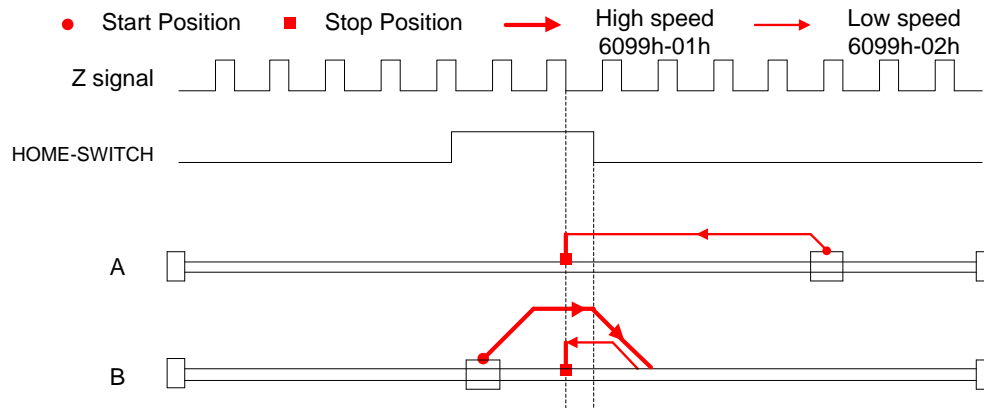 Start Position Stop Position High speed Low speed
6099h-01h 6099h-02h
Z signal
HOME-SWITCH
A
B